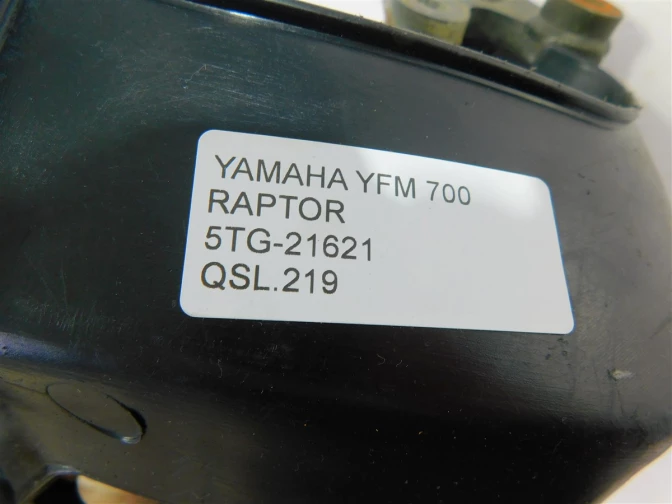 YAMAHA YFM 700
RAPTOR
5TG-21621
QSL.219